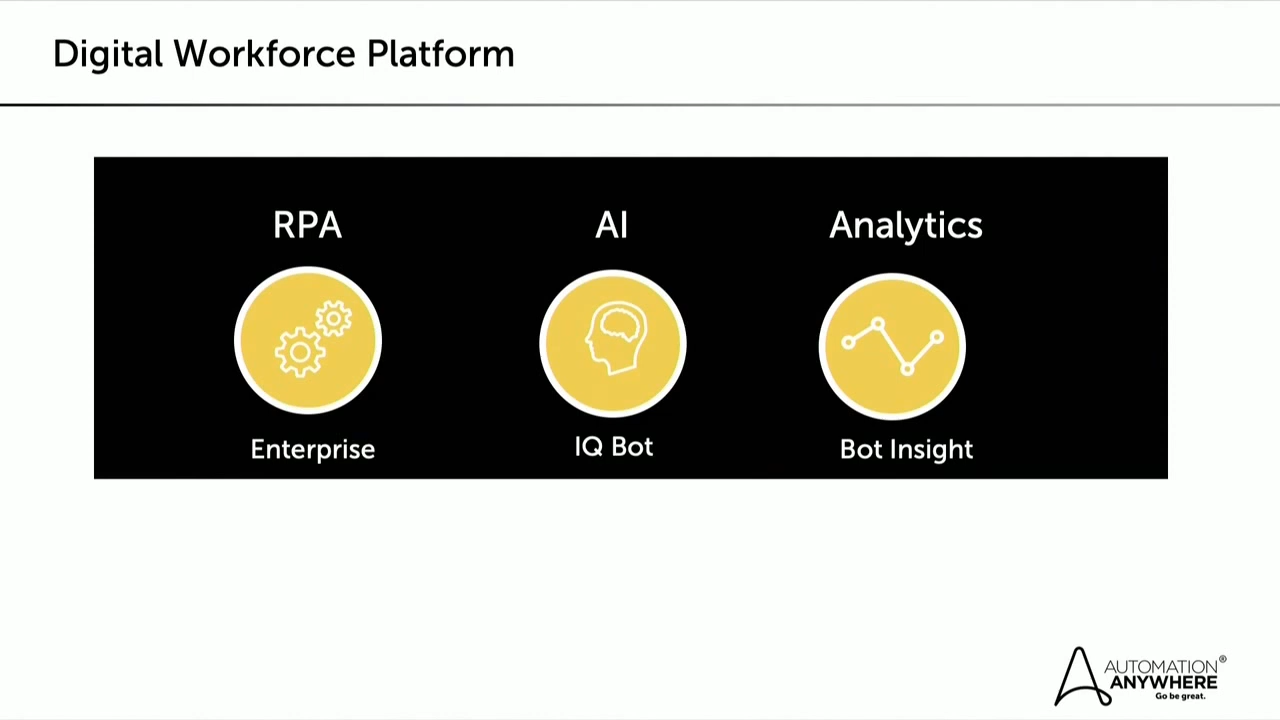 Digital Workforce Platform
RPA
AI
Analytics
Enterprise
IQ Bot
Bot Insight
AUTOMATION®
ANYWHERE
Go be great.